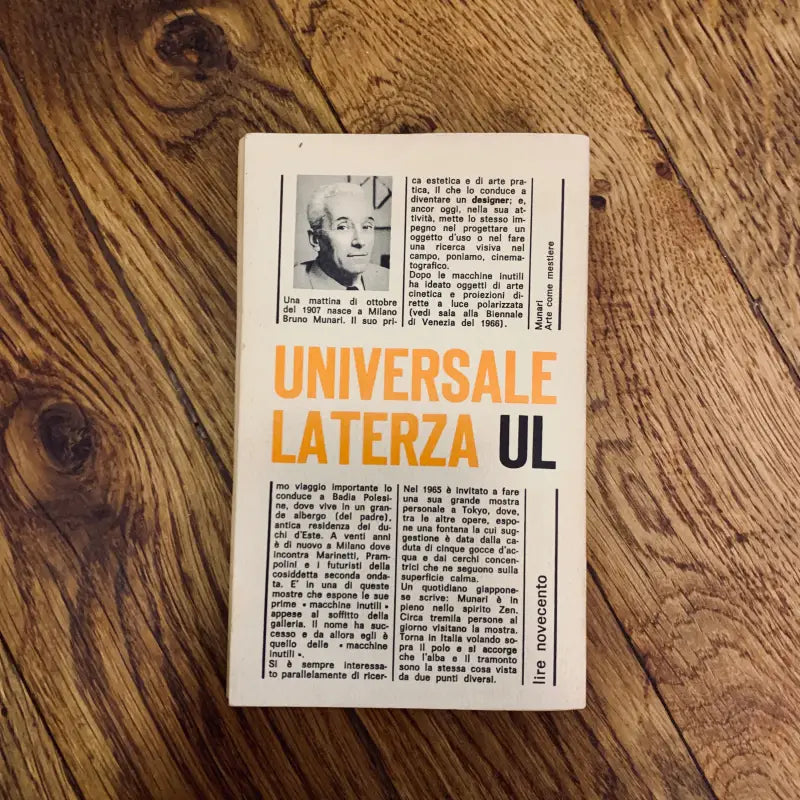 Una mattina di ottobre
del 1907 nasce a Milano
Bruno Munari. Il suo pri-
mo viaggio importante lo
conduce a Badia Polesi-
ne, dove vive in un gran-
de albergo (del padre),
antica residenza dei du-
chi d'Este. A venti anni
è di nuovo a Milano dove
incontra Marinetti, Pram-
polini e i futuristi della
cosiddetta seconda onda-
ta. E' in una di queste
mostre che espone le sue
prime « macchine inutili »
appese al soffitto della
galleria. Il nome ha suc-
cesso e da allora egli è
quello delle « macchine
inutili ».
Si è sempre interessa-
to parallelamente di ricer-
ca estetica e di arte pra-
tica, il che lo conduce a
diventare un designer; e,
ancor oggi, nella sua at-
tività, mette lo stesso im-
pegno nel progettare un
oggetto d'uso o nel fare
una ricerca visiva nel
campo, poniamo, cinema-
tografico.
Dopo le macchine inutili
ha ideato oggetti di arte
cinetica e proiezioni di-
rette a luce polarizzata
(vedi sala alla Biennale
di Venezia del 1966).
Nel 1965 è invitato a fare
una sua grande mostra
personale a Tokyo, dove,
tra le altre opere, espo-
ne una fontana la cui sug-
gestione è data dalla ca-
duta di cinque gocce d'ac-
qua e dai cerchi concen-
trici che ne seguono sulla
superficie calma.
Un quotidiano giappone-
se scrive: Munari è in
pieno nello spirito Zen.
Circa tremila persone al
giorno visitano la mostra.
Torna in Italia volando so-
pra il polo e si accorge
che l'alba e il tramonto
sono la stessa cosa vista
da due punti diversi.
Munari
Arte come mestiere
UNIVERSALE
LATERZA UL
lire novecento